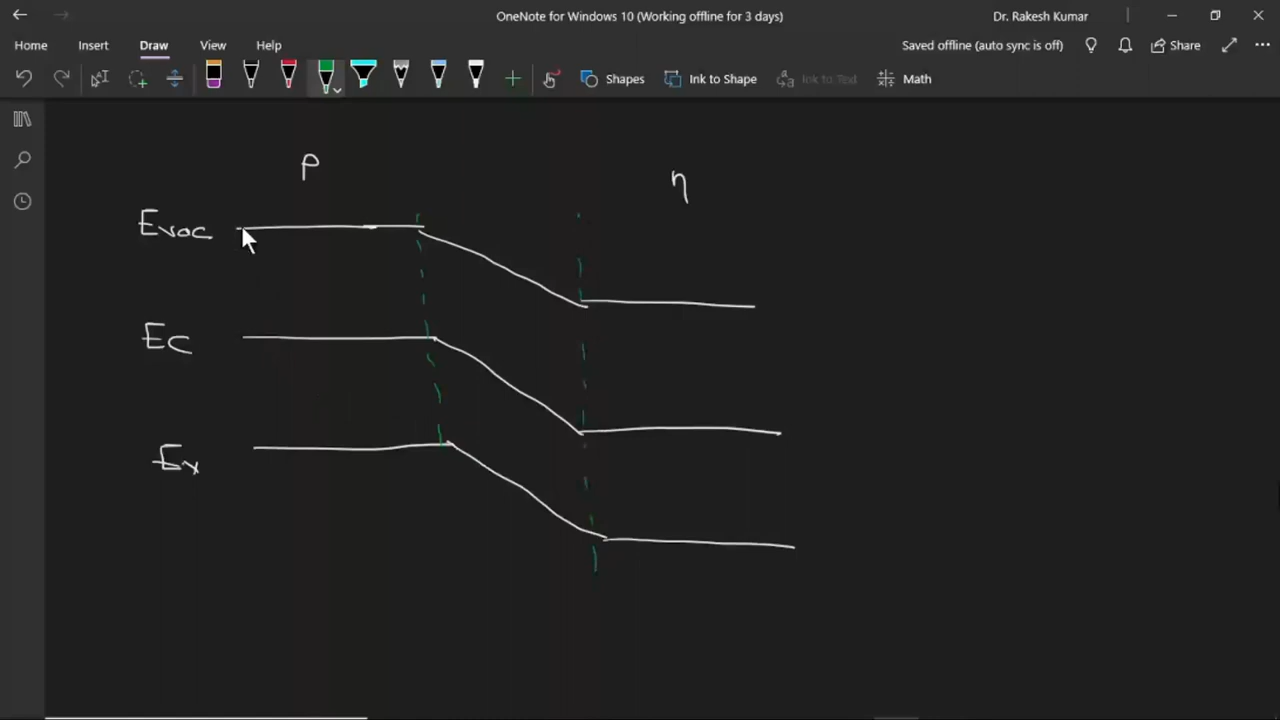 OneNote for Windows 10 (Working offline for 3 days)
Dr. Rakesh Kumar
Home Insert Draw View Help
Saved offline (auto sync is off)
Share
Shapes
Ink to Shape
Ink to Text
Math
P
η
Evac
Ec
Ev